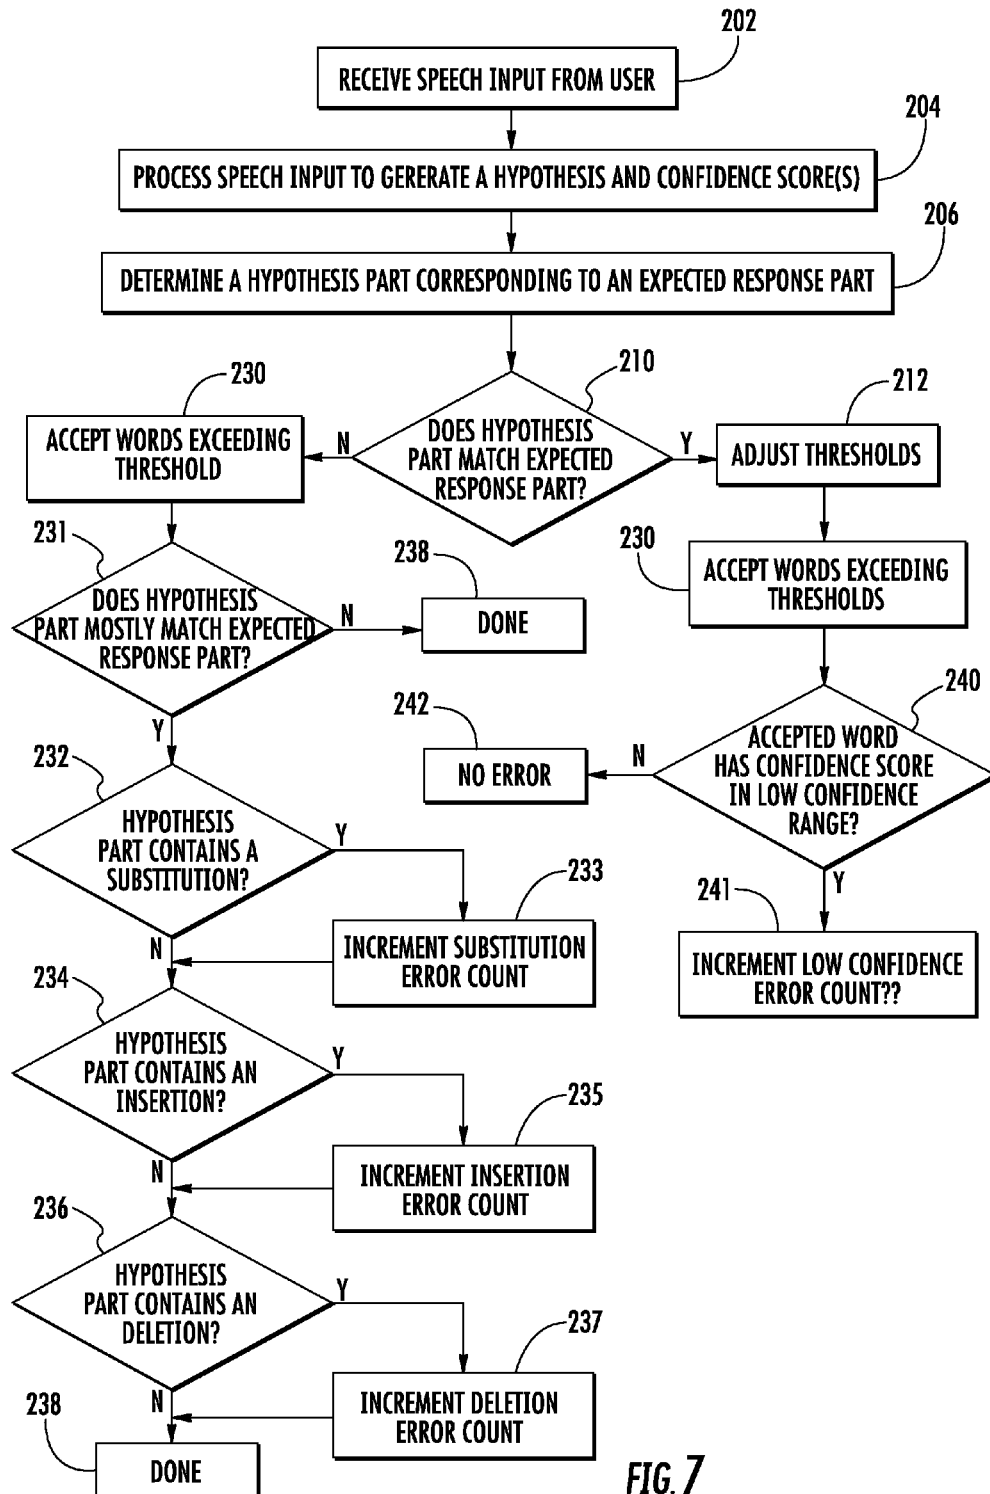 202
RECEIVE SPEECH INPUT FROM USER
204
PROCESS SPEECH INPUT TO GERERATE A HYPOTHESIS AND CONFIDENCE SCORE(S)
206
DETERMINE A HYPOTHESIS PART CORRESPONDING TO AN EXPECTED RESPONSE PART
210
DOES HYPOTHESIS
PART MATCH EXPECTED
RESPONSE PART?
N
Y
230
ACCEPT WORDS EXCEEDING
THRESHOLD
212
ADJUST THRESHOLDS
231
DOES HYPOTHESIS
PART MOSTLY MATCH EXPECTED
RESPONSE PART?
N
Y
238
DONE
230
ACCEPT WORDS EXCEEDING
THRESHOLDS
240
ACCEPTED WORD
HAS CONFIDENCE SCORE
IN LOW CONFIDENCE
RANGE?
N
Y
242
NO ERROR
241
INCREMENT LOW CONFIDENCE
ERROR COUNT??
232
HYPOTHESIS
PART CONTAINS A
SUBSTITUTION?
Y
N
233
INCREMENT SUBSTITUTION
ERROR COUNT
234
HYPOTHESIS
PART CONTAINS AN
INSERTION?
Y
N
235
INCREMENT INSERTION
ERROR COUNT
236
HYPOTHESIS
PART CONTAINS AN
DELETION?
Y
N
237
INCREMENT DELETION
ERROR COUNT
238
DONE
FIG. 7